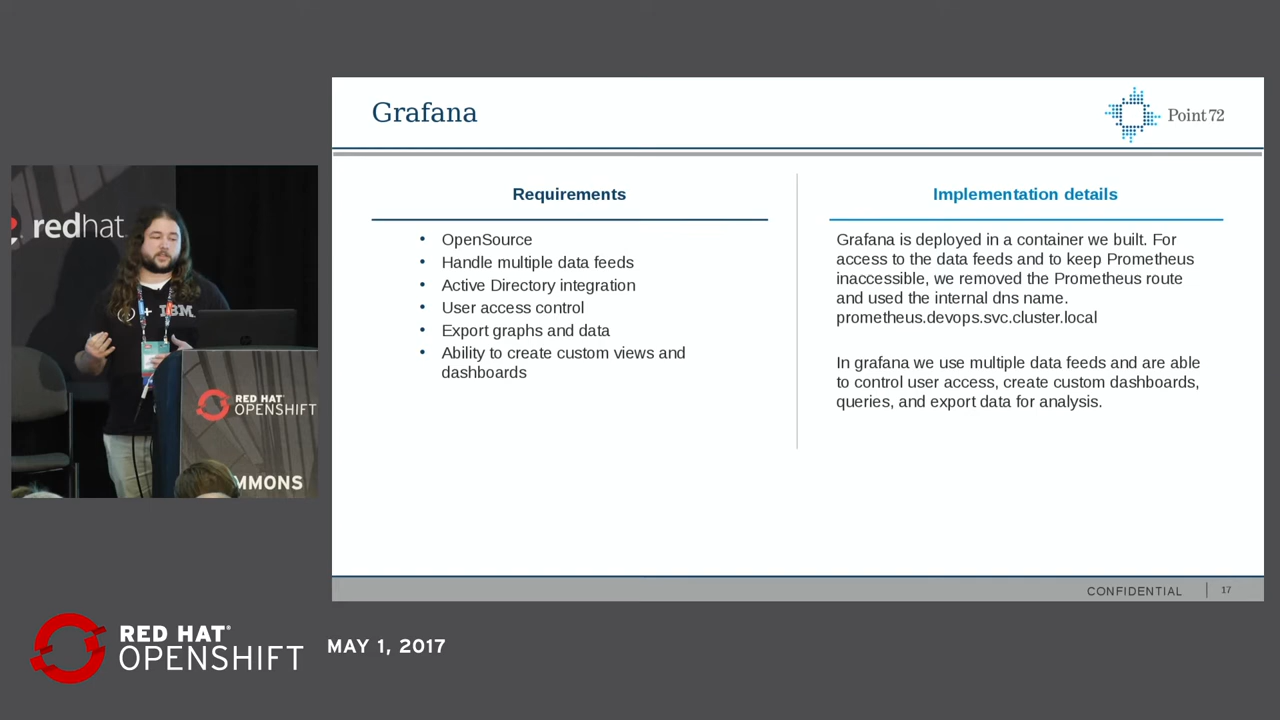 Grafana
Point72
Requirements
• OpenSource
• Handle multiple data feeds
• Active Directory integration
• User access control
• Export graphs and data
• Ability to create custom views and
dashboards
Implementation details
Grafana is deployed in a container we built. For
access to the data feeds and to keep Prometheus
inaccessible, we removed the Prometheus route
and used the internal dns name.
prometheus.devops.svc.cluster.local
In grafana we use multiple data feeds and are able
to control user access, create custom dashboards,
queries, and export data for analysis.
CONFIDENTIAL
17
redhat
+ IBM
RED HAT
OPENSHIFT
MMONS
RED HAT®
OPENSHIFT
MAY 1, 2017